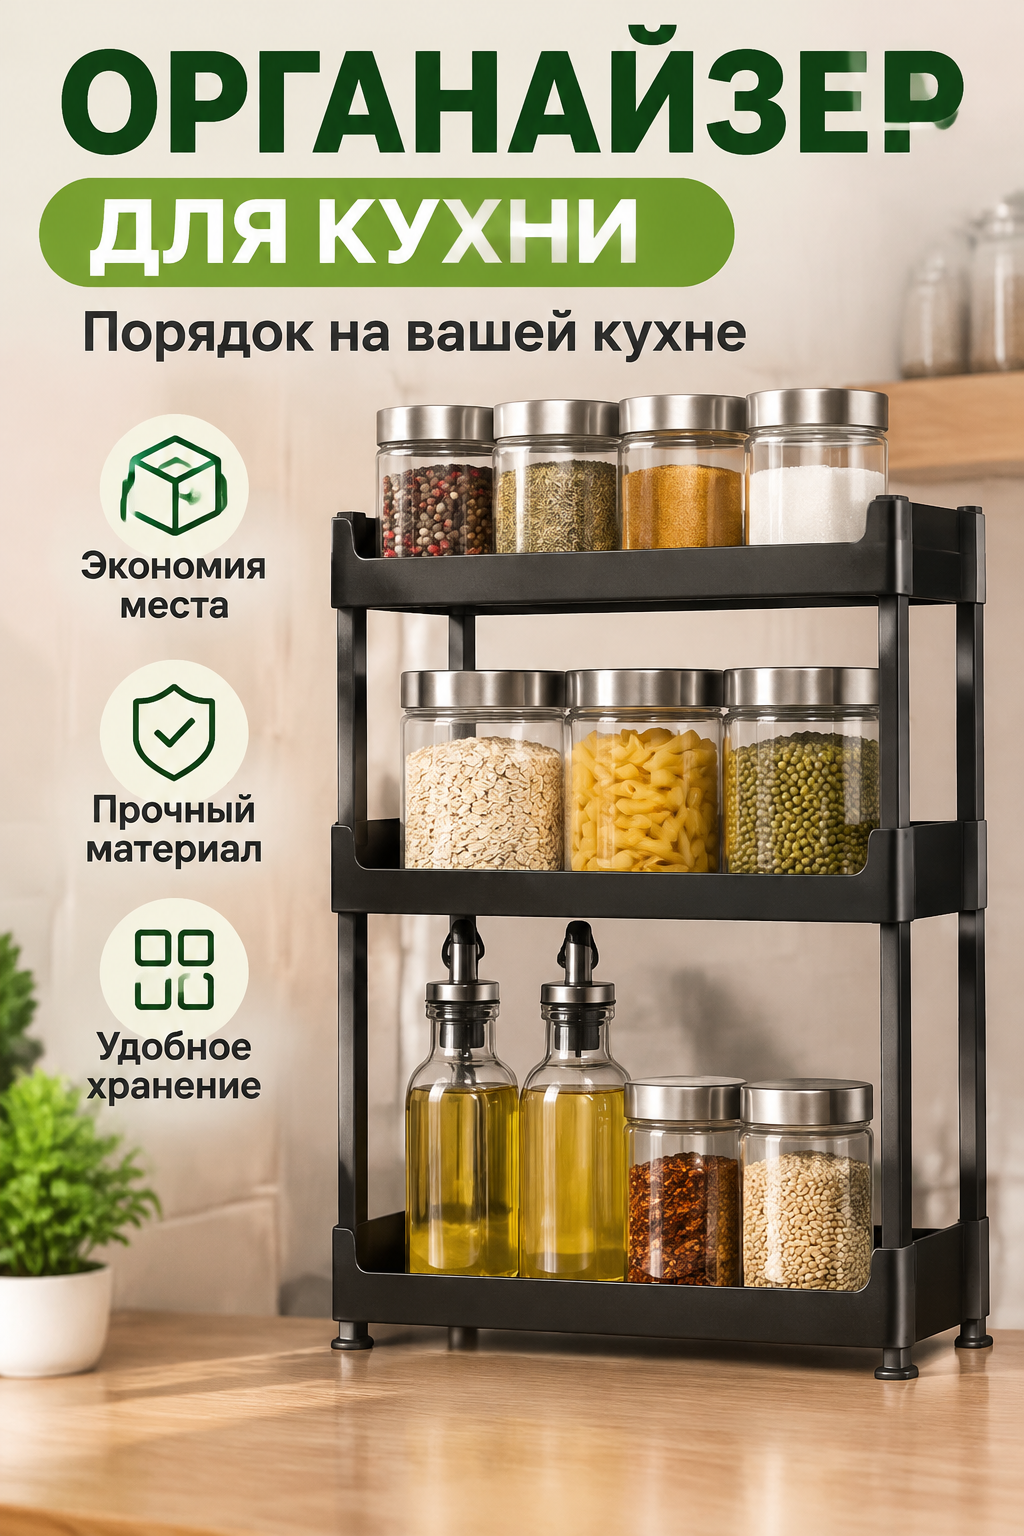 ОРГАНАЙЗЕР
ДЛЯ КУХНИ
Порядок на вашей кухне
Экономия
места
Прочный
материал
Удобное
хранение